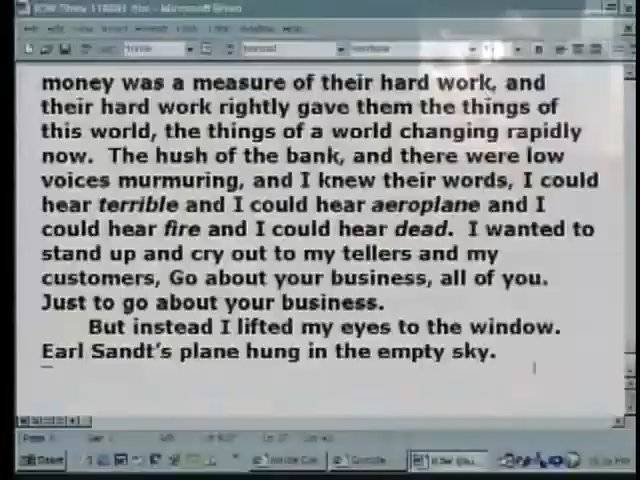 money was a measure of their hard work, and
their hard work rightly gave them the things of
this world, the things of a world changing rapidly
now.  The hush of the bank, and there were low
voices murmuring, and I knew their words, I could
hear terrible and I could hear aeroplane and I
could hear fire and I could hear dead.  I wanted to
stand up and cry out to my tellers and my
customers, Go about your business, all of you.
Just to go about your business.
But instead I lifted my eyes to the window.
Earl Sandt's plane hung in the empty sky.
Start